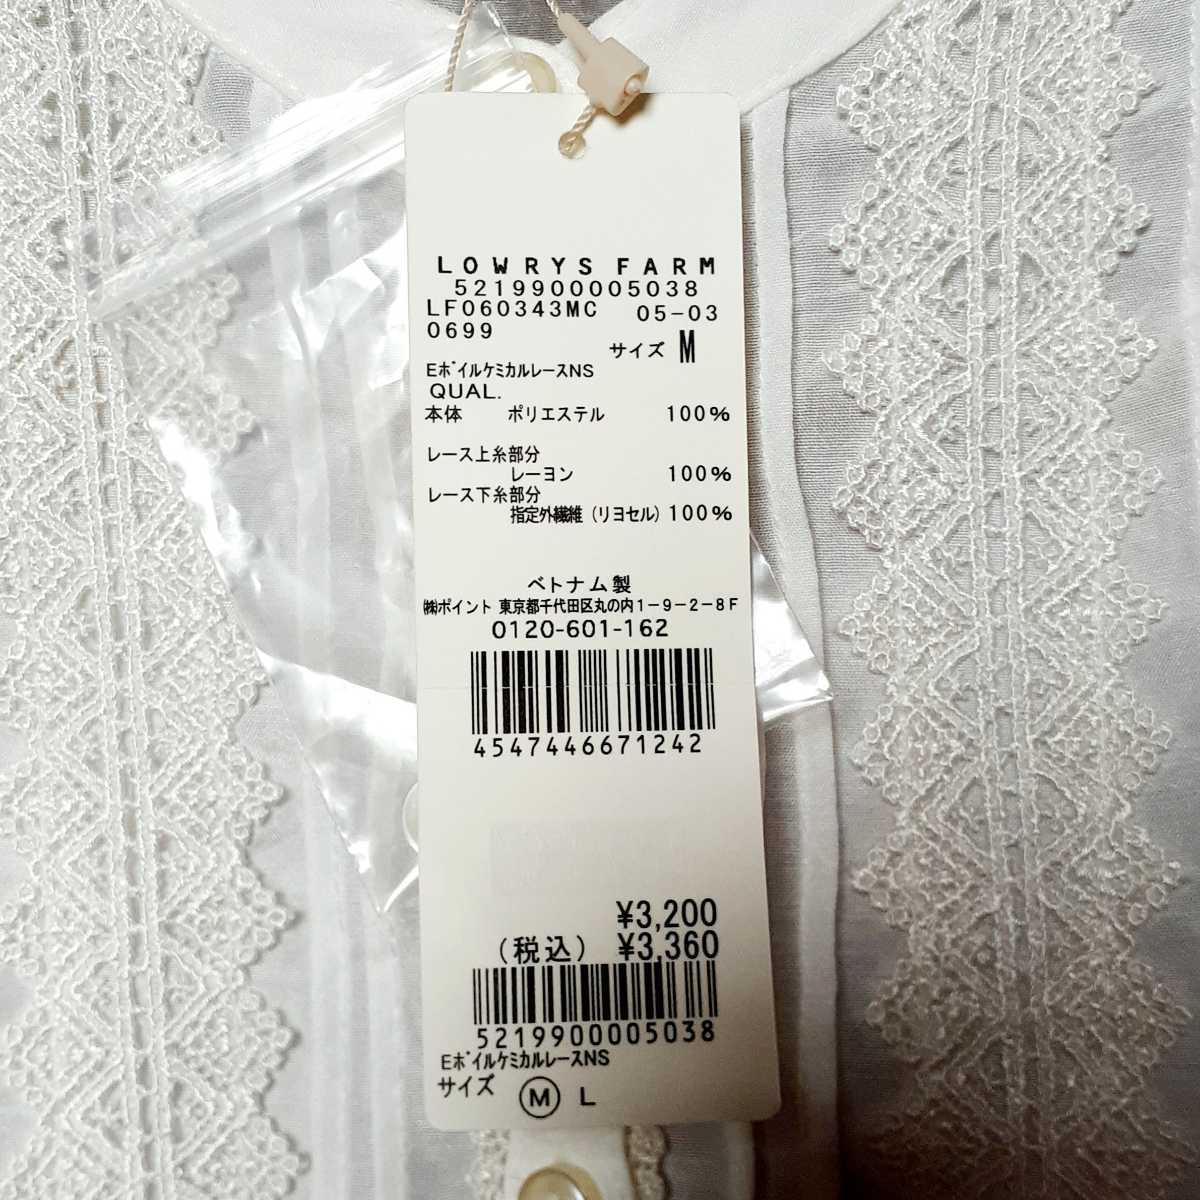 LOWRYS FARM
5219900005038
LF060343MC 05-03
0699
サイズ M
EボイルケミカルレースNS
QUAL.
本体 ポリエステル 100%
レース上糸部分
レーヨン 100%
レース下糸部分
指定外繊維(リヨセル) 100%
ベトナム製
㈱ポイント 東京都千代田区丸の内1-9-2-8F
0120-601-162
4547446671242
¥3,200
(税込) ¥3,360
5219900005038
EボイルケミカルレースNS
サイズ Ⓜ L